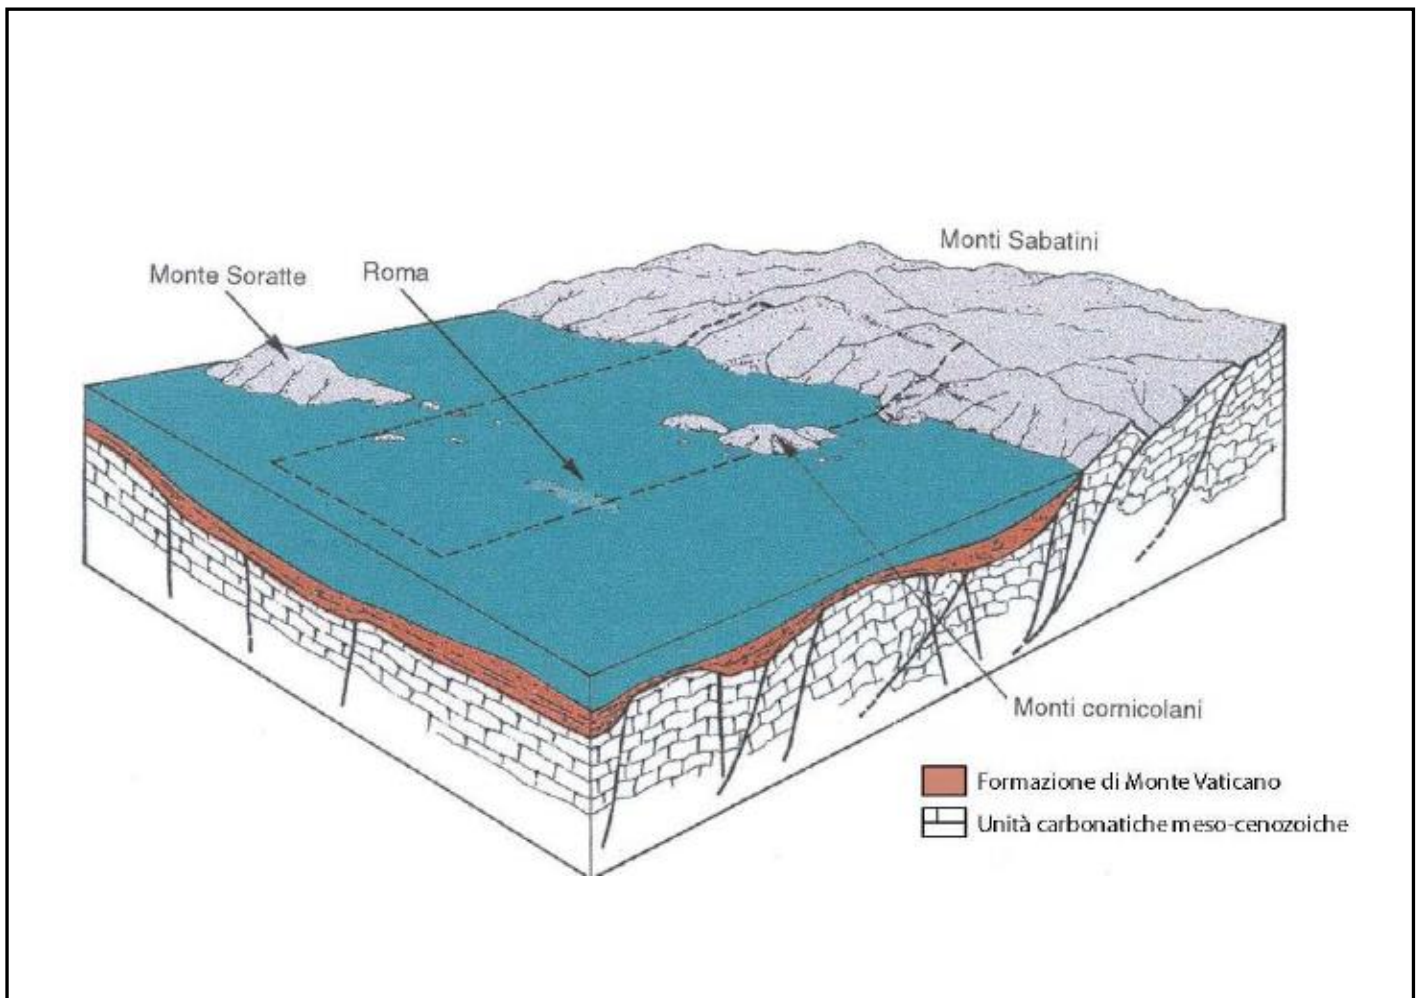 Monti Sabatini
Monte Soratte
Roma
Monti cornicolani
Formazione di Monte Vaticano
Unità carbonatiche meso-cenozoiche